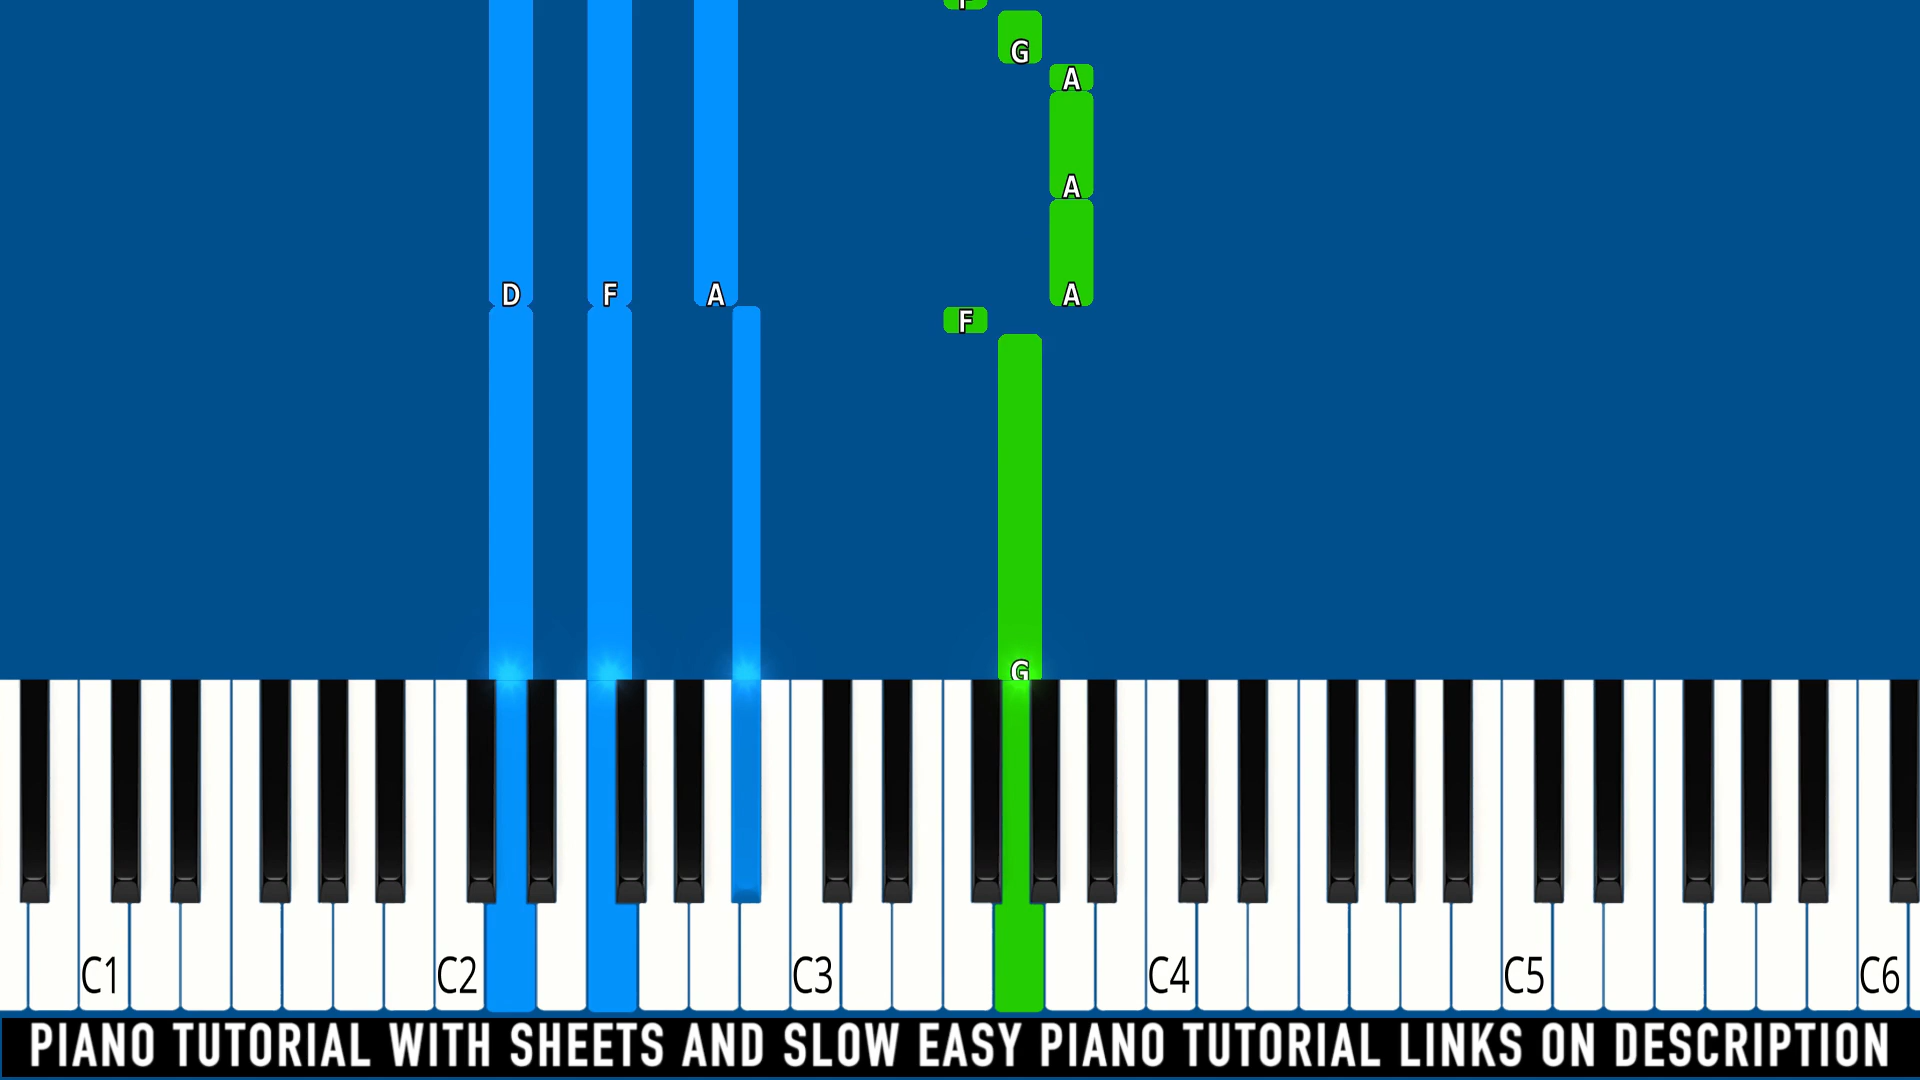 F
G
A
A
D F A A
F
G
C1 C2 C3 C4 C5 C6
PIANO TUTORIAL WITH SHEETS AND SLOW EASY PIANO TUTORIAL LINKS ON DESCRIPTION